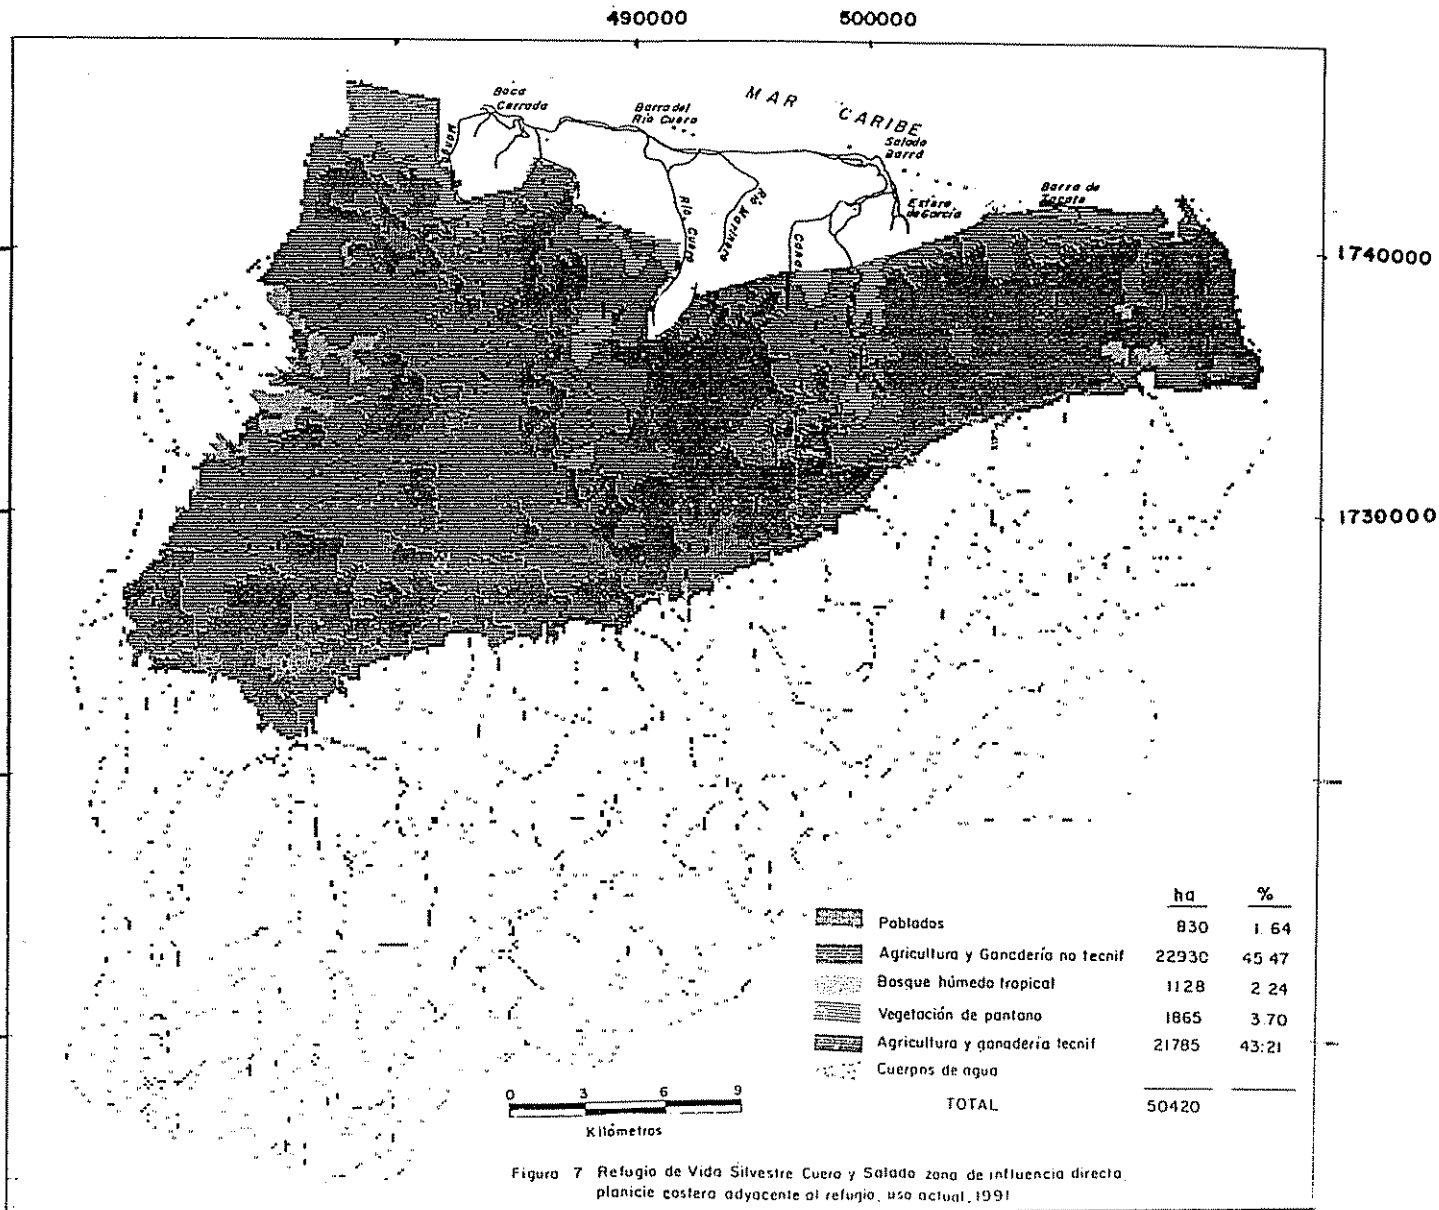 490000 500000
MAR CARIBE
Boca
Cerrada
Barra del
Río Cuero
Salado
Barra
Estero
de García
Barra de
Río Cuero
Río
Canal
1740000
1730000
ha %
Poblados 830 1.64
Agricultura y Ganadería no tecnif 22930 45 47
Bosque húmedo tropical 1128 2 24
Vegetación de pantano 1865 3.70
Agricultura y ganadería tecnif 21785 43:21
Cuerpos de agua
TOTAL 50420
0 3 6 9
Kilómetros
Figura 7 Refugio de Vida Silvestre Cuero y Salado zona de influencia directa,
planicie costera adyacente al refugio, uso actual, 1991